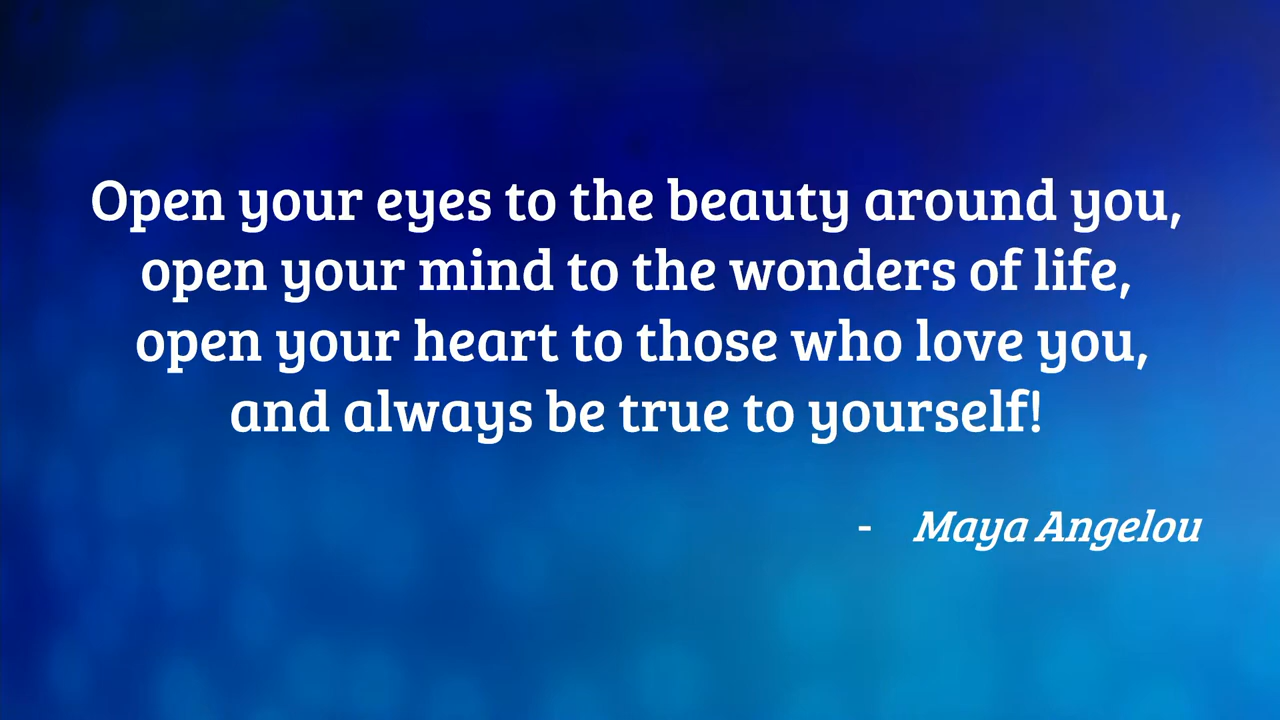 Open your eyes to the beauty around you,
open your mind to the wonders of life,
open your heart to those who love you,
and always be true to yourself!
- Maya Angelou